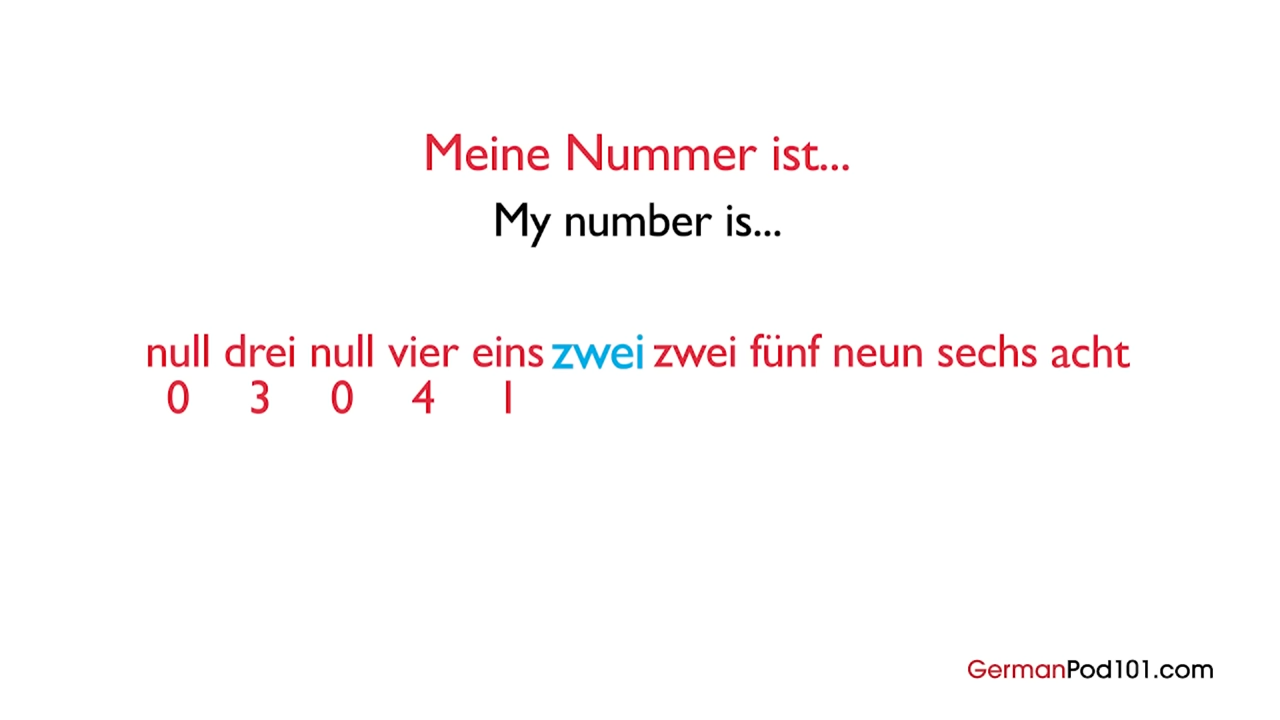 Meine Nummer ist...
My number is...
null drei null vier eins zwei zwei fünf neun sechs acht
0 3 0 4 1
GermanPod101.com